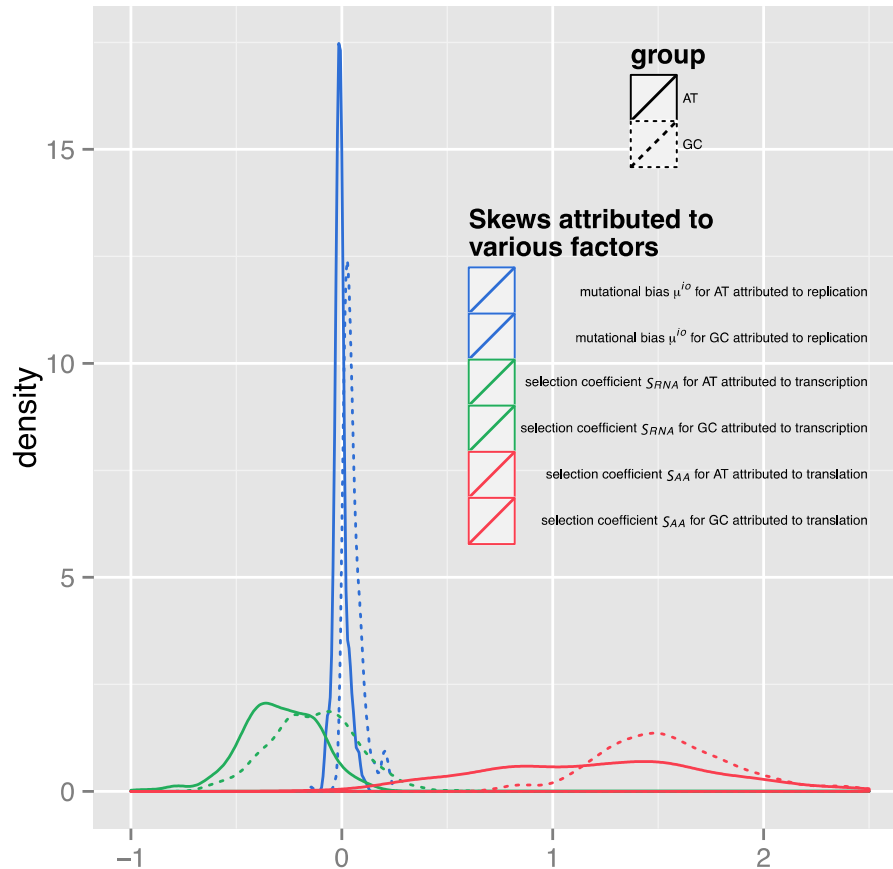 group
AT
GC
Skews attributed to
various factors
mutational bias μ^io for AT attributed to replication
mutational bias μ^io for GC attributed to replication
selection coefficient S_RNA for AT attributed to transcription
selection coefficient S_RNA for GC attributed to transcription
selection coefficient S_AA for AT attributed to translation
selection coefficient S_AA for GC attributed to translation
density
15
10
5
0
−1 0 1 2